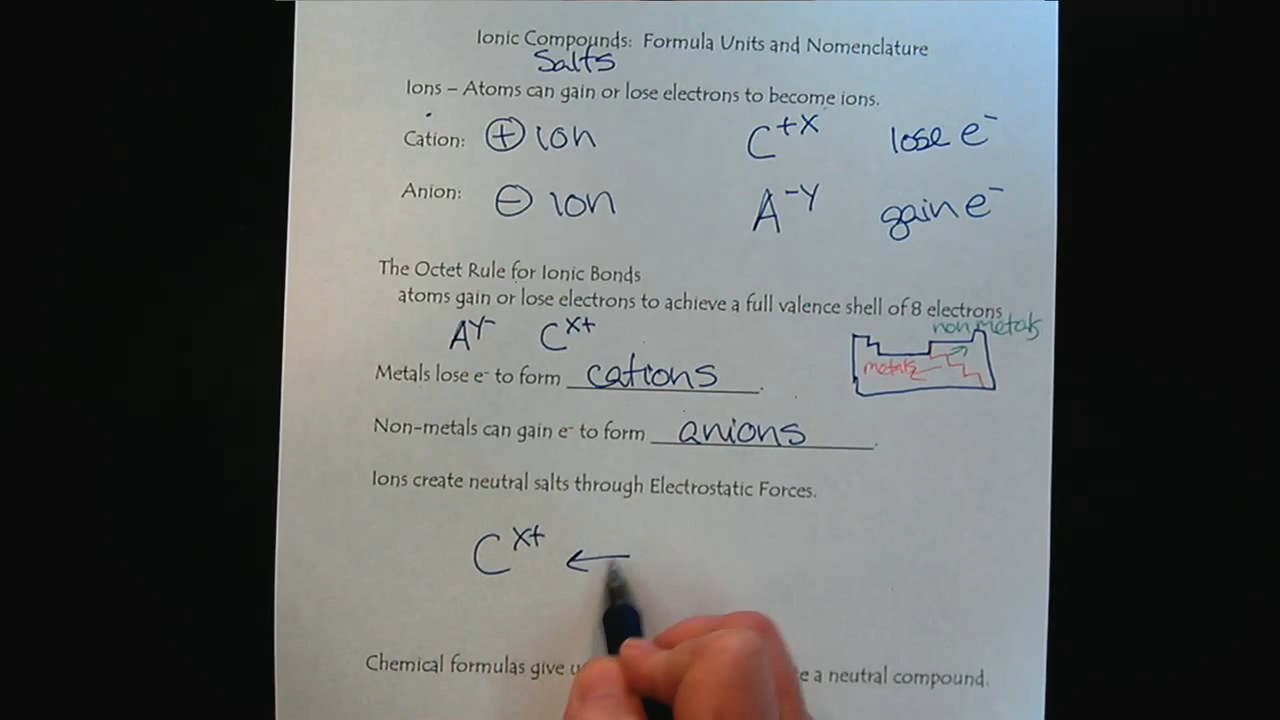 Ionic Compounds: Formula Units and Nomenclature
Salts
Ions – Atoms can gain or lose electrons to become ions.
Cation: ⊕ ion C⁺ˣ lose e⁻
Anion: ⊖ ion A⁻ʸ gain e⁻
The Octet Rule for Ionic Bonds
atoms gain or lose electrons to achieve a full valence shell of 8 electrons
non metals
Aʸ⁻ Cˣ⁺
metals
Metals lose e⁻ to form cations.
Non-metals can gain e⁻ to form anions.
Ions create neutral salts through Electrostatic Forces.
Cˣ⁺ ←
Chemical formulas give a neutral compound.